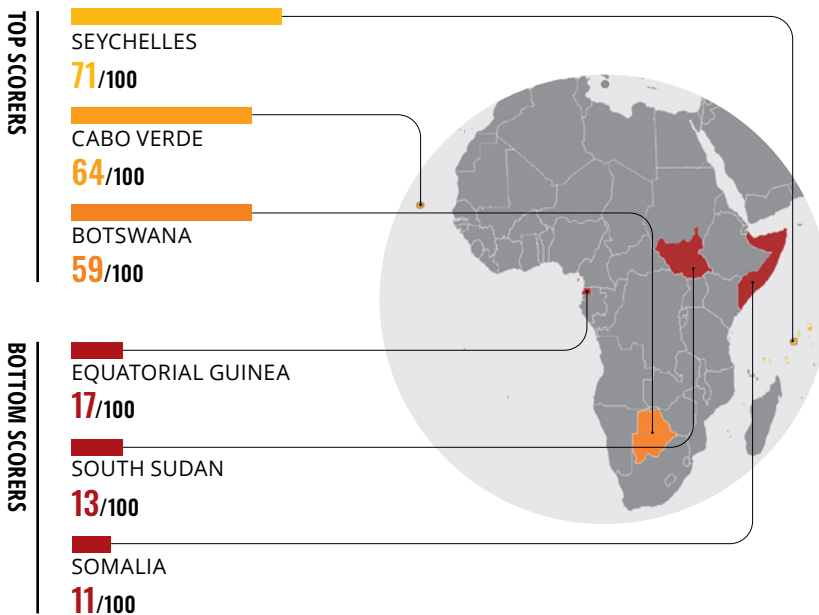 TOP SCORERS
SEYCHELLES
71/100
CABO VERDE
64/100
BOTSWANA
59/100
BOTTOM SCORERS
EQUATORIAL GUINEA
17/100
SOUTH SUDAN
13/100
SOMALIA
11/100